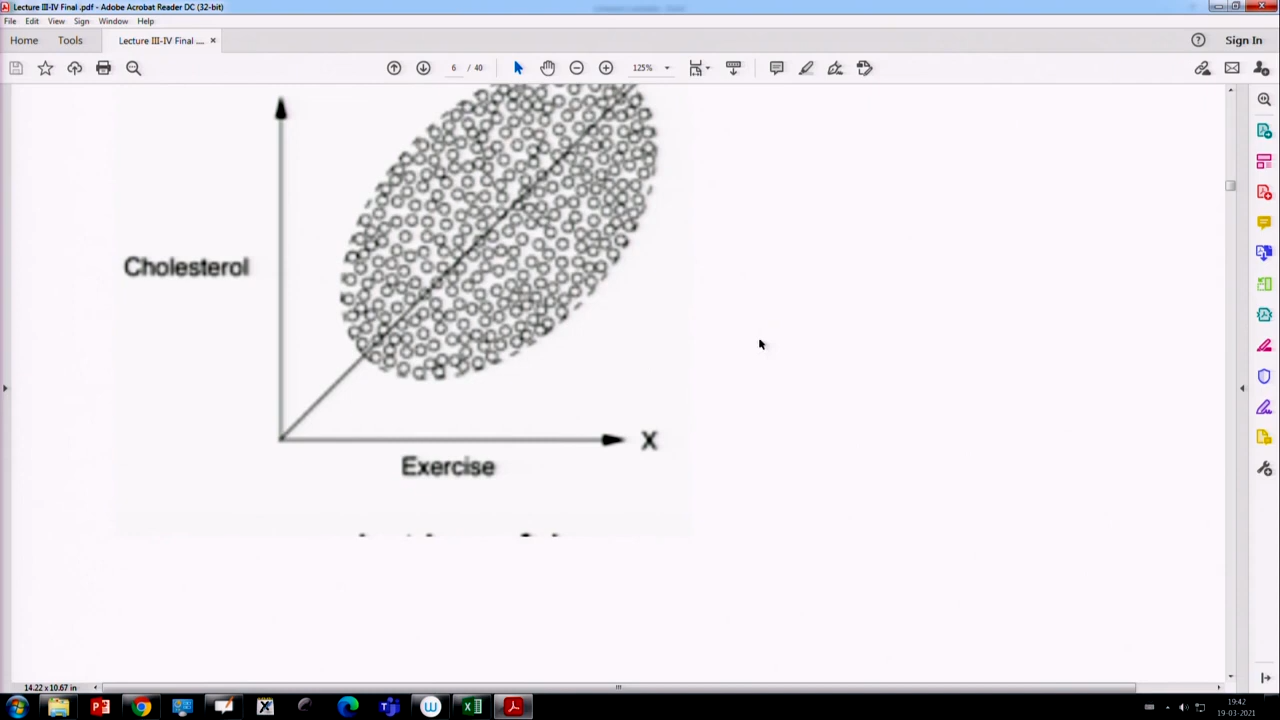 Lecture III-IV Final .pdf - Adobe Acrobat Reader DC (32-bit)
File Edit View Sign Window Help
Home Tools Lecture III-IV Final .... × Sign In
6 / 40 125%
Cholesterol
X
Exercise
14.22 x 10.67 in
19:42
19-03-2021